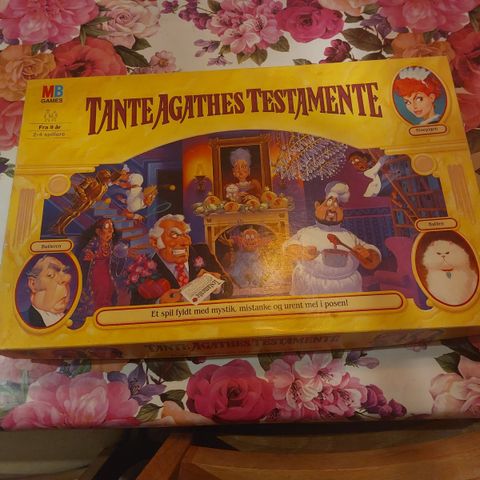 MB
GAMES
Fra 8 år
2-4 spillere
TANTE AGATHES TESTAMENTE
Stuepigen
Butleren
Katten
Et spil fyldt med mystik, mistanke og urent mel i posen!
TANTE AGATHES TESTAMENTE